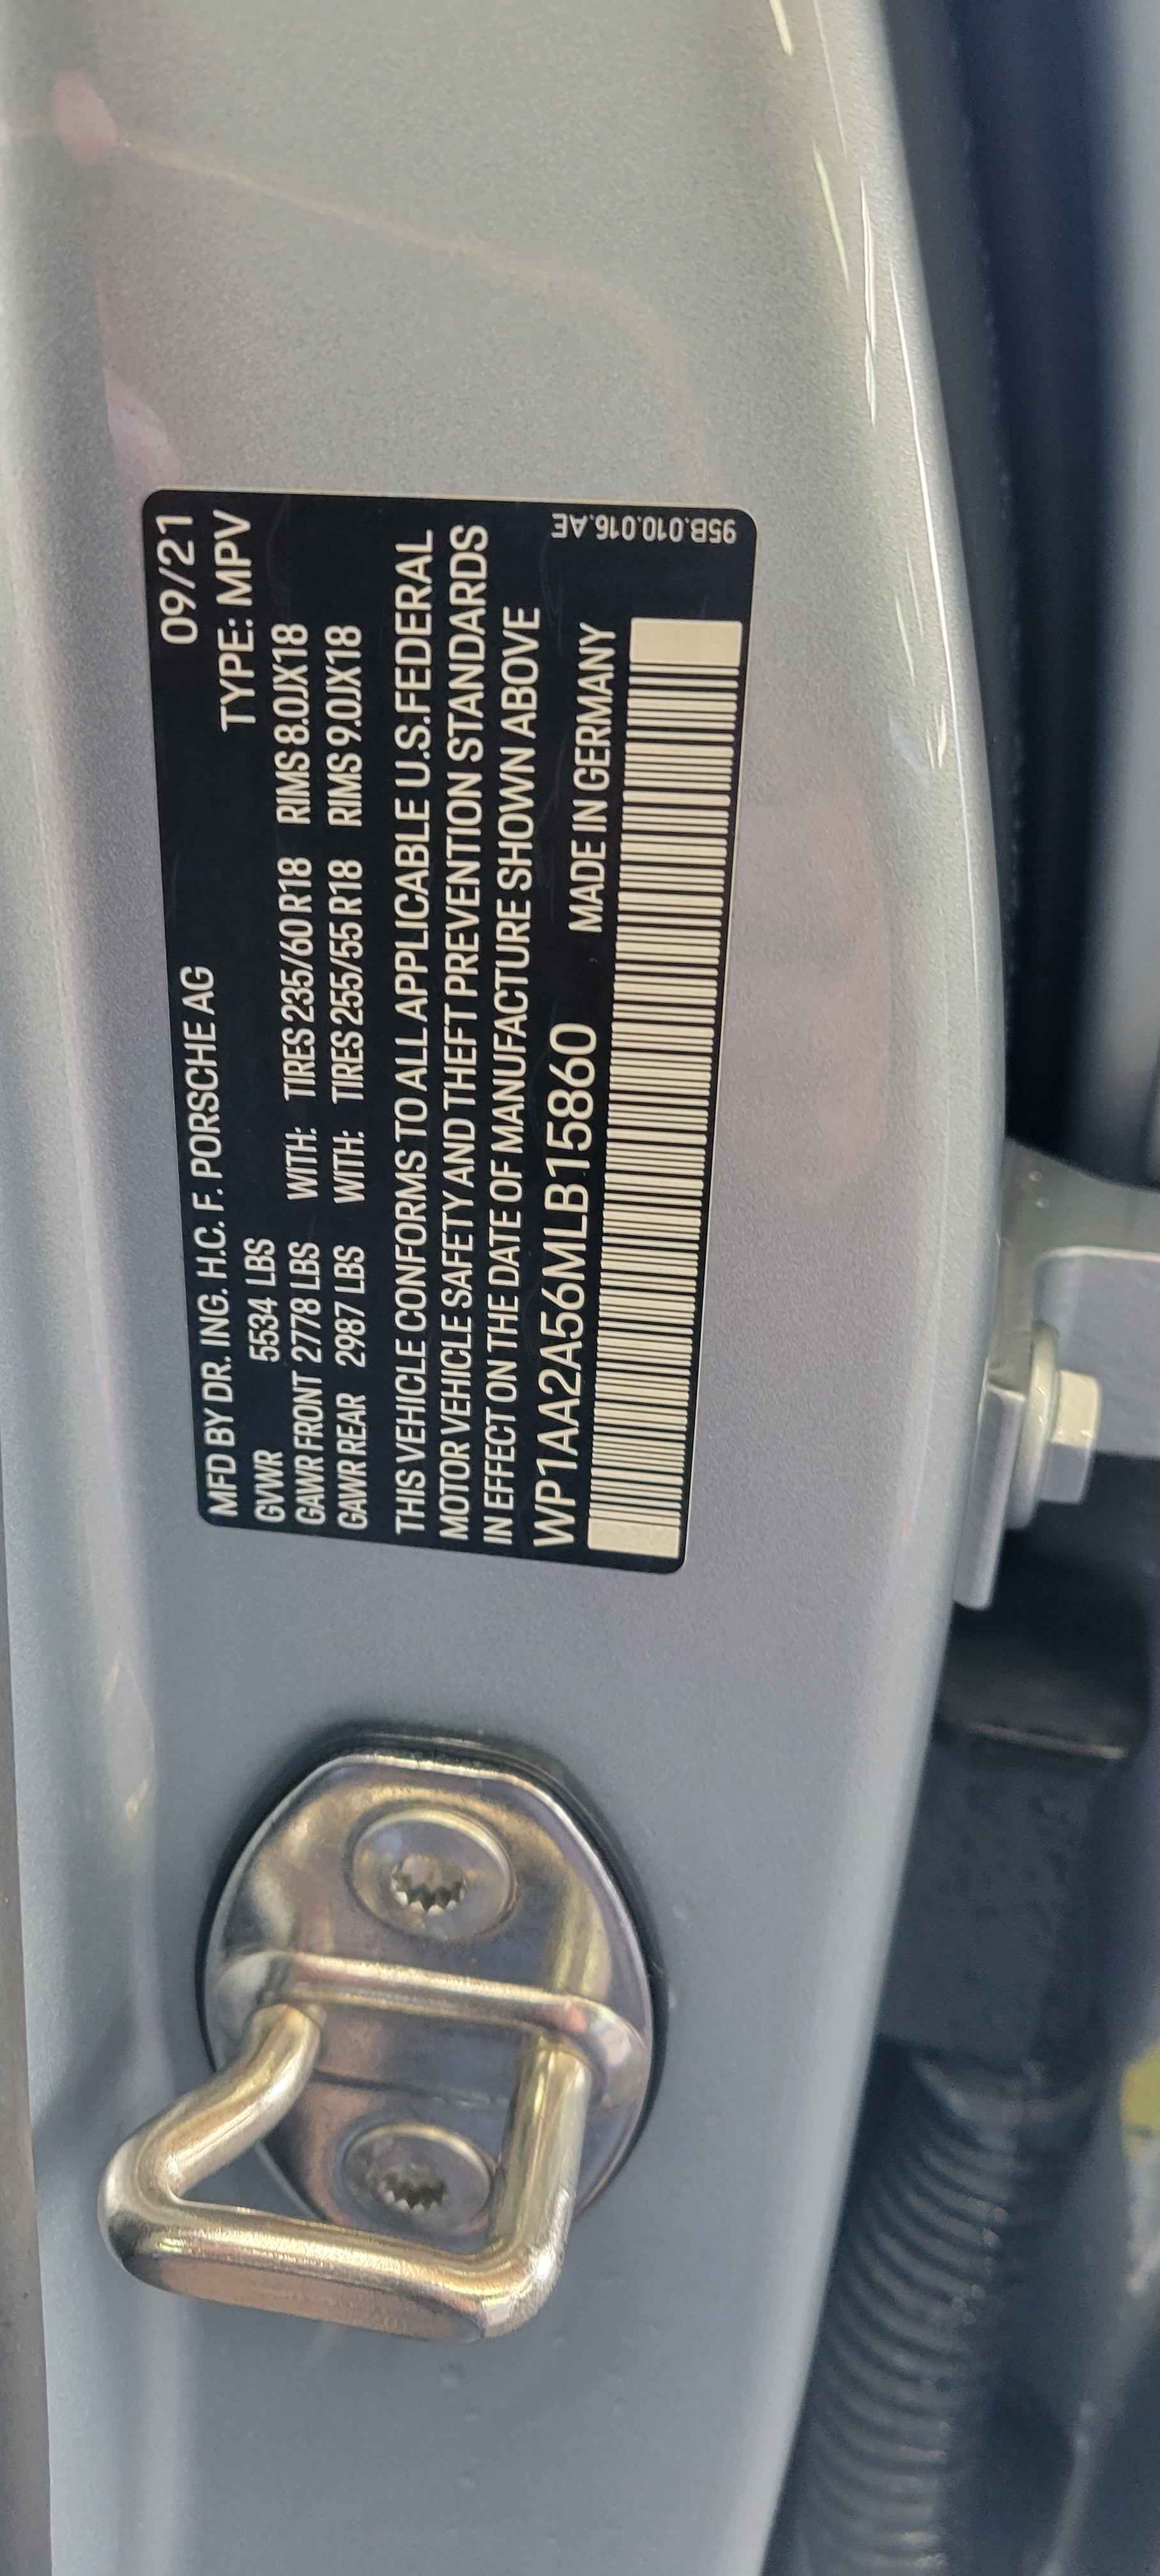 MFD BY DR. ING. H.C. F. PORSCHE AG 09/21
GVWR 5534 LBS TYPE: MPV
GAWR FRONT 2778 LBS WITH: TIRES 235/60 R18 RIMS 8.0JX18
GAWR REAR 2987 LBS WITH: TIRES 255/55 R18 RIMS 9.0JX18
THIS VEHICLE CONFORMS TO ALL APPLICABLE U.S.FEDERAL
MOTOR VEHICLE SAFETY AND THEFT PREVENTION STANDARDS
IN EFFECT ON THE DATE OF MANUFACTURE SHOWN ABOVE
WP1AA2A56MLB15860 MADE IN GERMANY
95B.010.016.AE